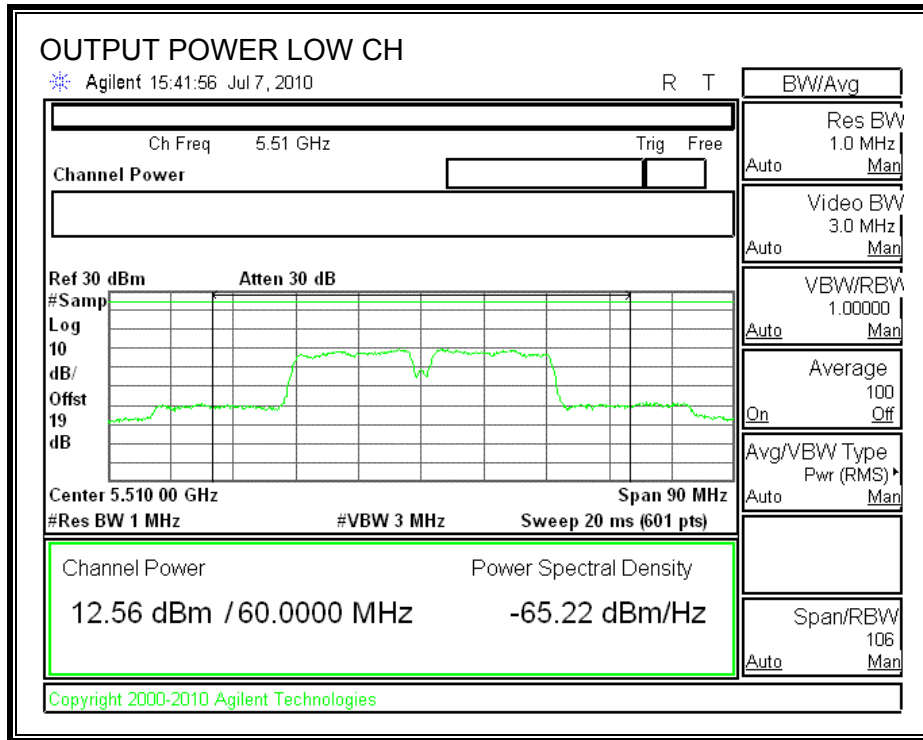 OUTPUT POWER LOW CH
Agilent 15:41:56 Jul 7, 2010 R T
BW/Avg
Ch Freq 5.51 GHz Trig Free
Channel Power
Res BW
1.0 MHz
Auto Man
Video BW
3.0 MHz
Auto Man
VBW/RBW
1.00000
Auto Man
Average
100
On Off
Avg/VBW Type
Pwr (RMS)
Auto Man
Span/RBW
106
Auto Man
Ref 30 dBm Atten 30 dB
#Samp
Log
10
dB/
Offst
19
dB
Center 5.510 00 GHz Span 90 MHz
#Res BW 1 MHz #VBW 3 MHz Sweep 20 ms (601 pts)
Channel Power Power Spectral Density
12.56 dBm / 60.0000 MHz -65.22 dBm/Hz
Copyright 2000-2010 Agilent Technologies